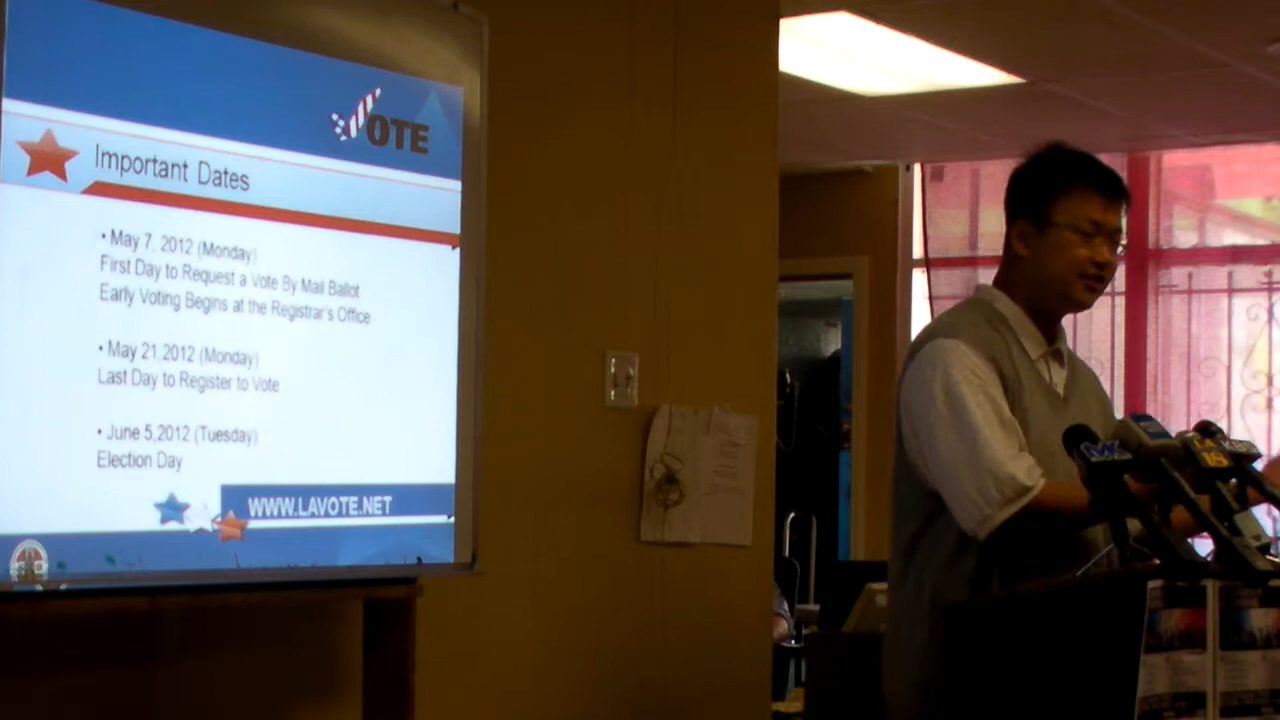 VOTE
Important Dates
• May 7, 2012 (Monday)
First Day to Request a Vote By Mail Ballot
Early Voting Begins at the Registrar's Office
• May 21,2012 (Monday)
Last Day to Register to Vote
• June 5,2012 (Tuesday)
Election Day
WWW.LAVOTE.NET
LA
18